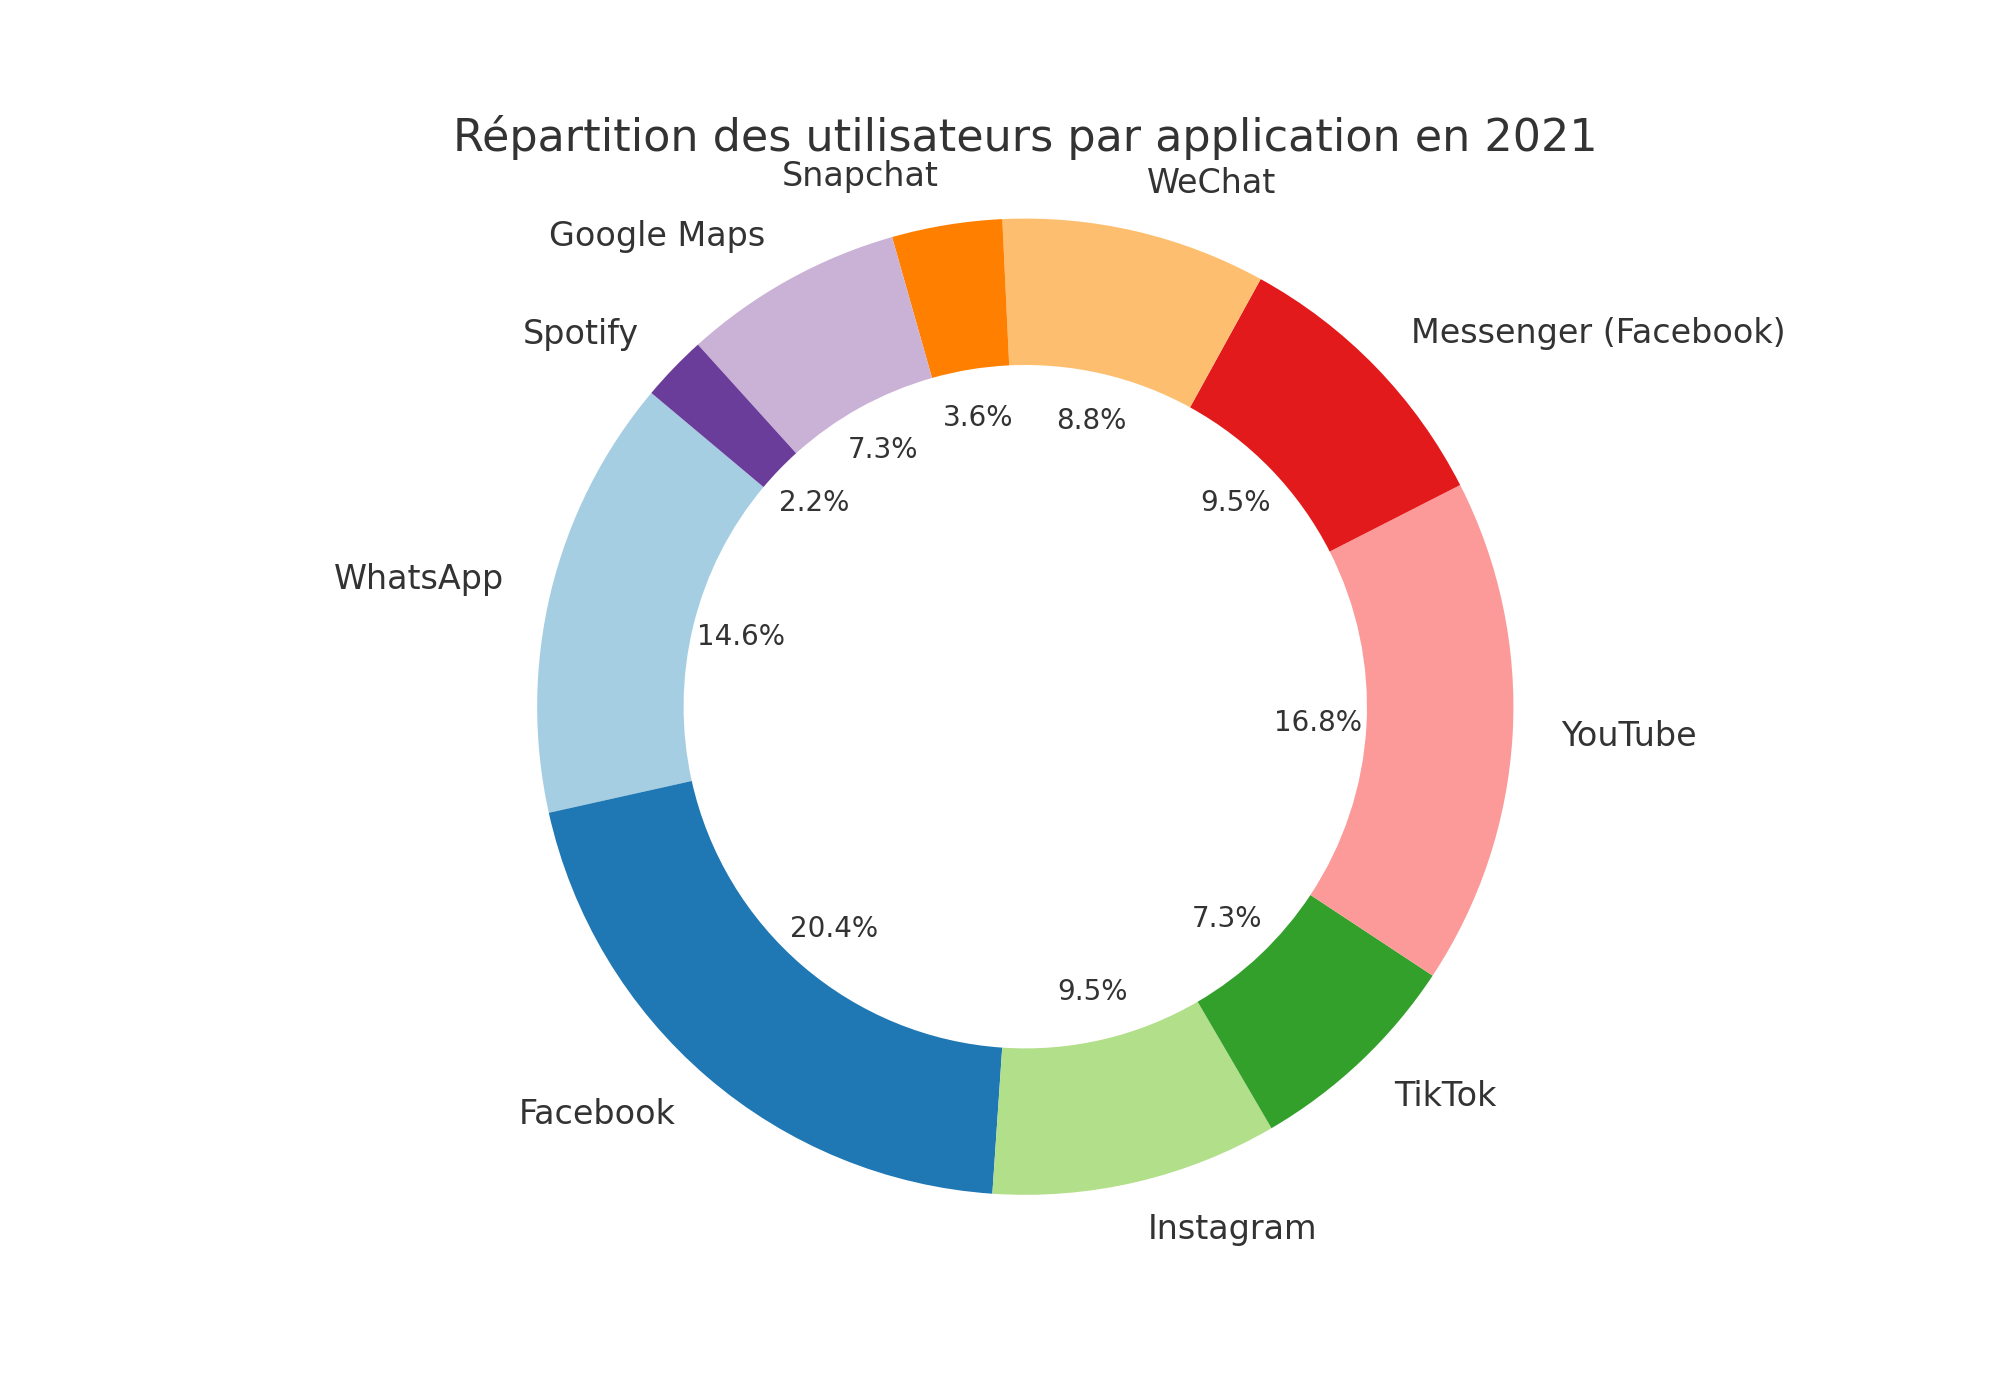 Répartition des utilisateurs par application en 2021
Snapchat
WeChat
Google Maps
Spotify
Messenger (Facebook)
3.6%
8.8%
7.3%
2.2%
9.5%
WhatsApp
14.6%
16.8%
YouTube
20.4%
7.3%
9.5%
Facebook
TikTok
Instagram